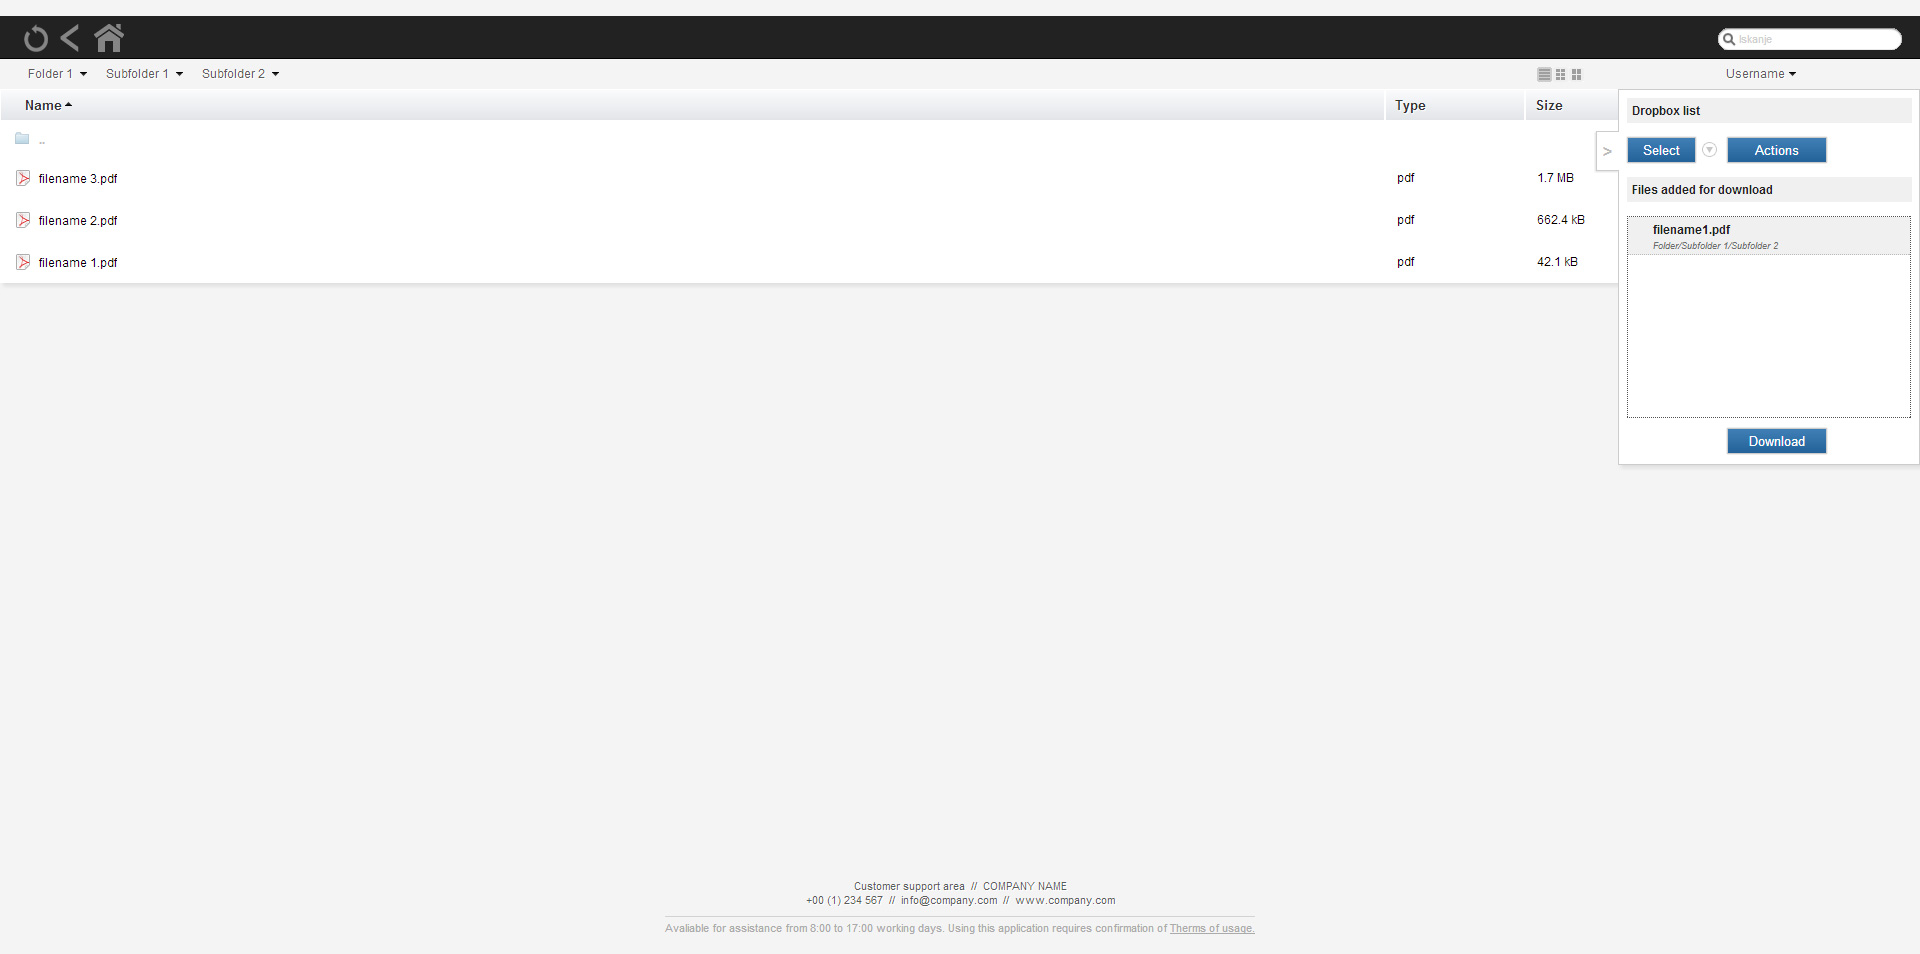 Iskanje
Folder 1 Subfolder 1 Subfolder 2 Username
Name Type Size
..
filename 3.pdf pdf 1.7 MB
filename 2.pdf pdf 662.4 kB
filename 1.pdf pdf 42.1 kB
Dropbox list
> Select Actions
Files added for download
filename1.pdf
Folder/Subfolder 1/Subfolder 2
Download
Customer support area // COMPANY NAME
+00 (1) 234 567 // info@company.com // www.company.com
Avaliable for assistance from 8:00 to 17:00 working days. Using this application requires confirmation of Therms of usage.